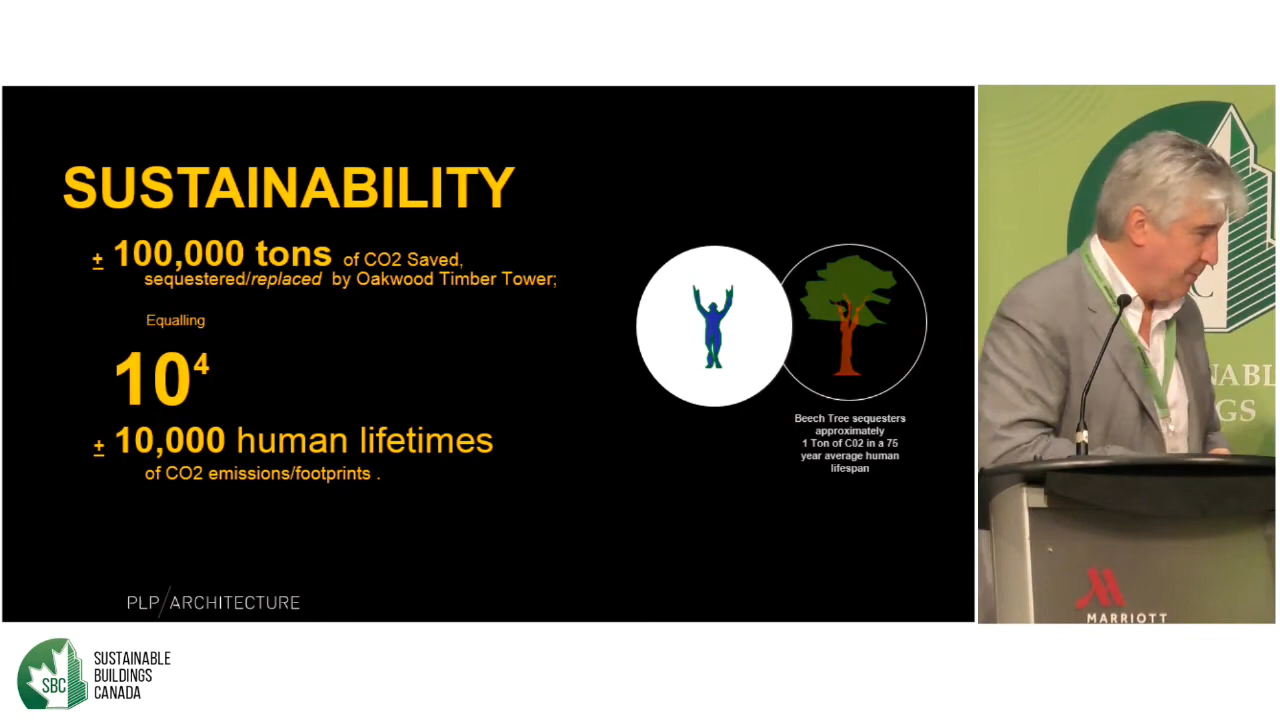 SUSTAINABILITY
± 100,000 tons of CO2 Saved,
sequestered/replaced by Oakwood Timber Tower;
Equalling
10⁴
± 10,000 human lifetimes
of CO2 emissions/footprints .
Beech Tree sequesters
approximately
1 Ton of C02 in a 75
year average human
lifespan
PLP/ARCHITECTURE
C
NABL
GS
MARRIOTT
SBC
SUSTAINABLE
BUILDINGS
CANADA